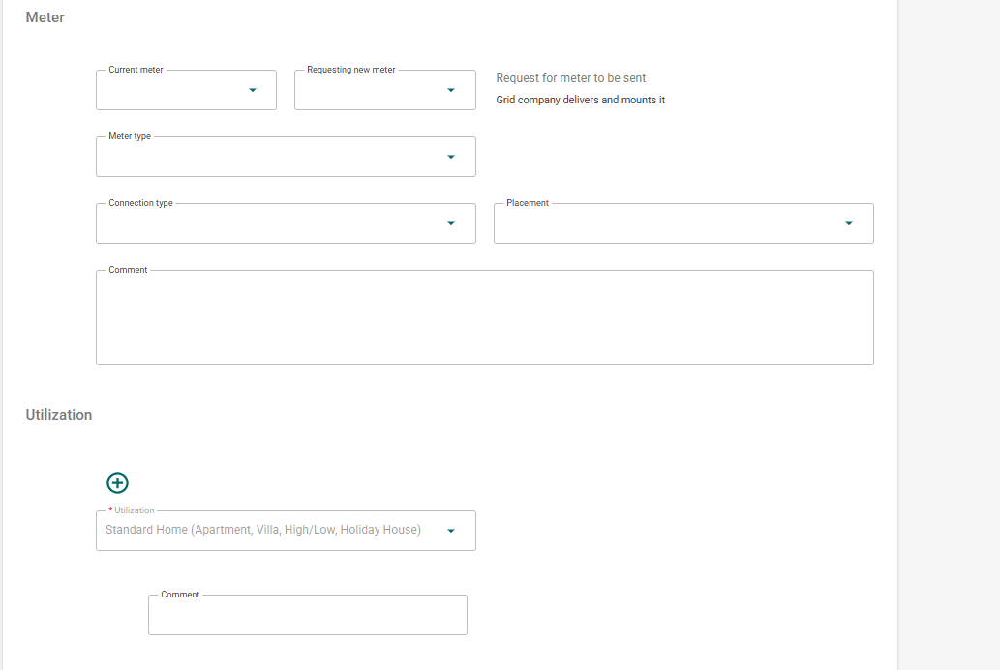 Meter
Current meter
Requesting new meter
Request for meter to be sent
Grid company delivers and mounts it
Meter type
Connection type
Placement
Comment
Utilization
* Utilization
Standard Home (Apartment, Villa, High/Low, Holiday House)
Comment